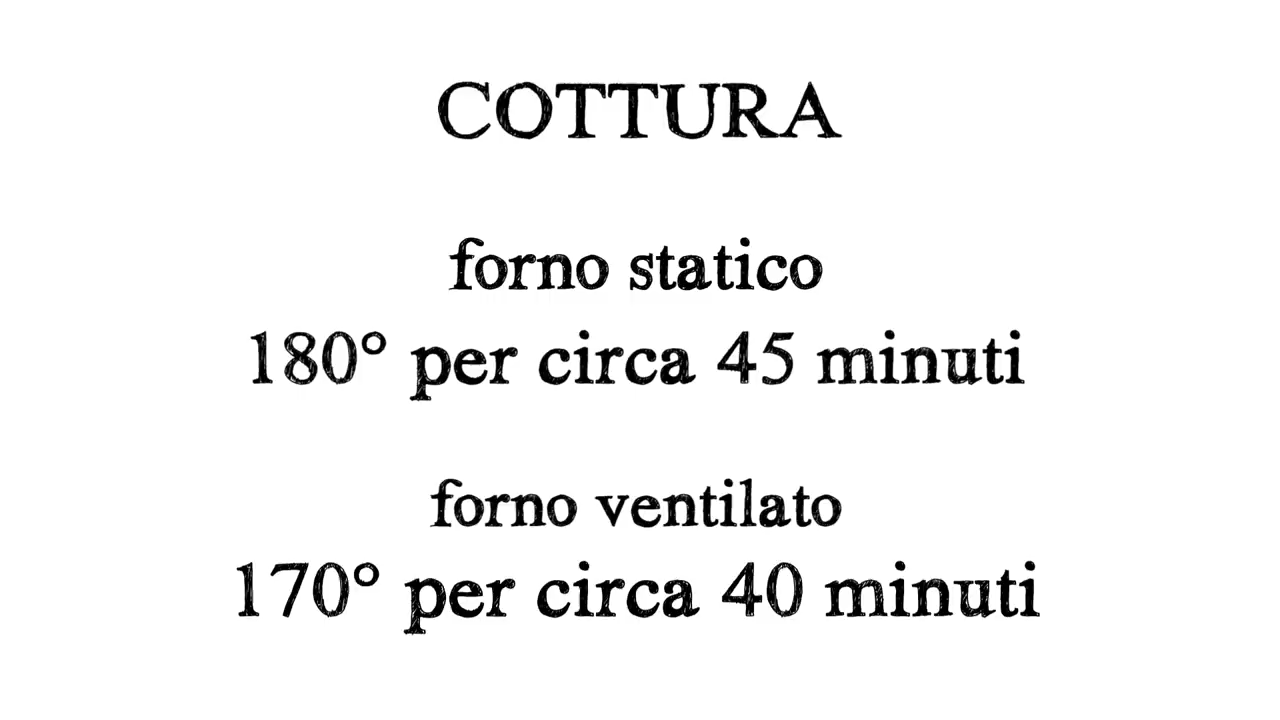 COTTURA
forno statico
180° per circa 45 minuti
forno ventilato
170° per circa 40 minuti